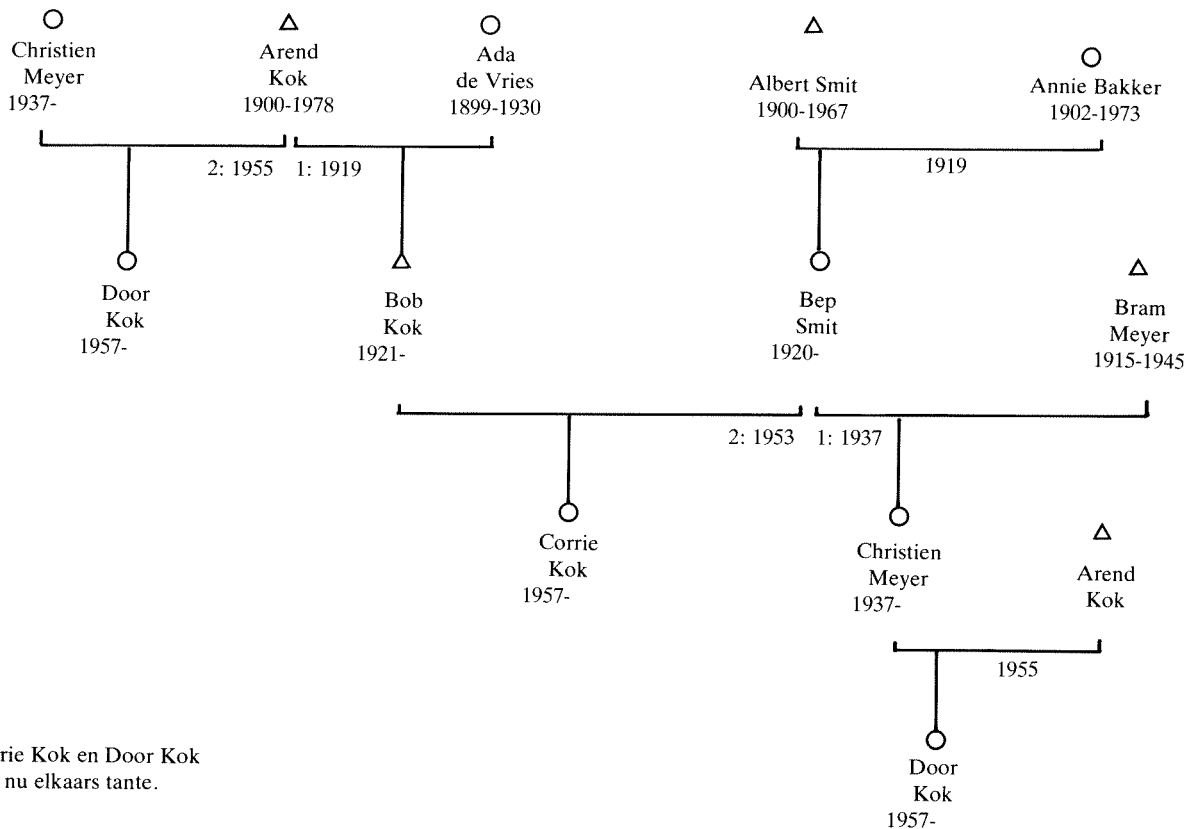 Christien
Meyer
1937-
Arend
Kok
1900-1978
Ada
de Vries
1899-1930
Albert Smit
1900-1967
Annie Bakker
1902-1973
2: 1955
1: 1919
1919
Door
Kok
1957-
Bob
Kok
1921-
Bep
Smit
1920-
Bram
Meyer
1915-1945
2: 1953
1: 1937
Corrie
Kok
1957-
Christien
Meyer
1937-
Arend
Kok
1955
Door
Kok
1957-
rie Kok en Door Kok
nu elkaars tante.